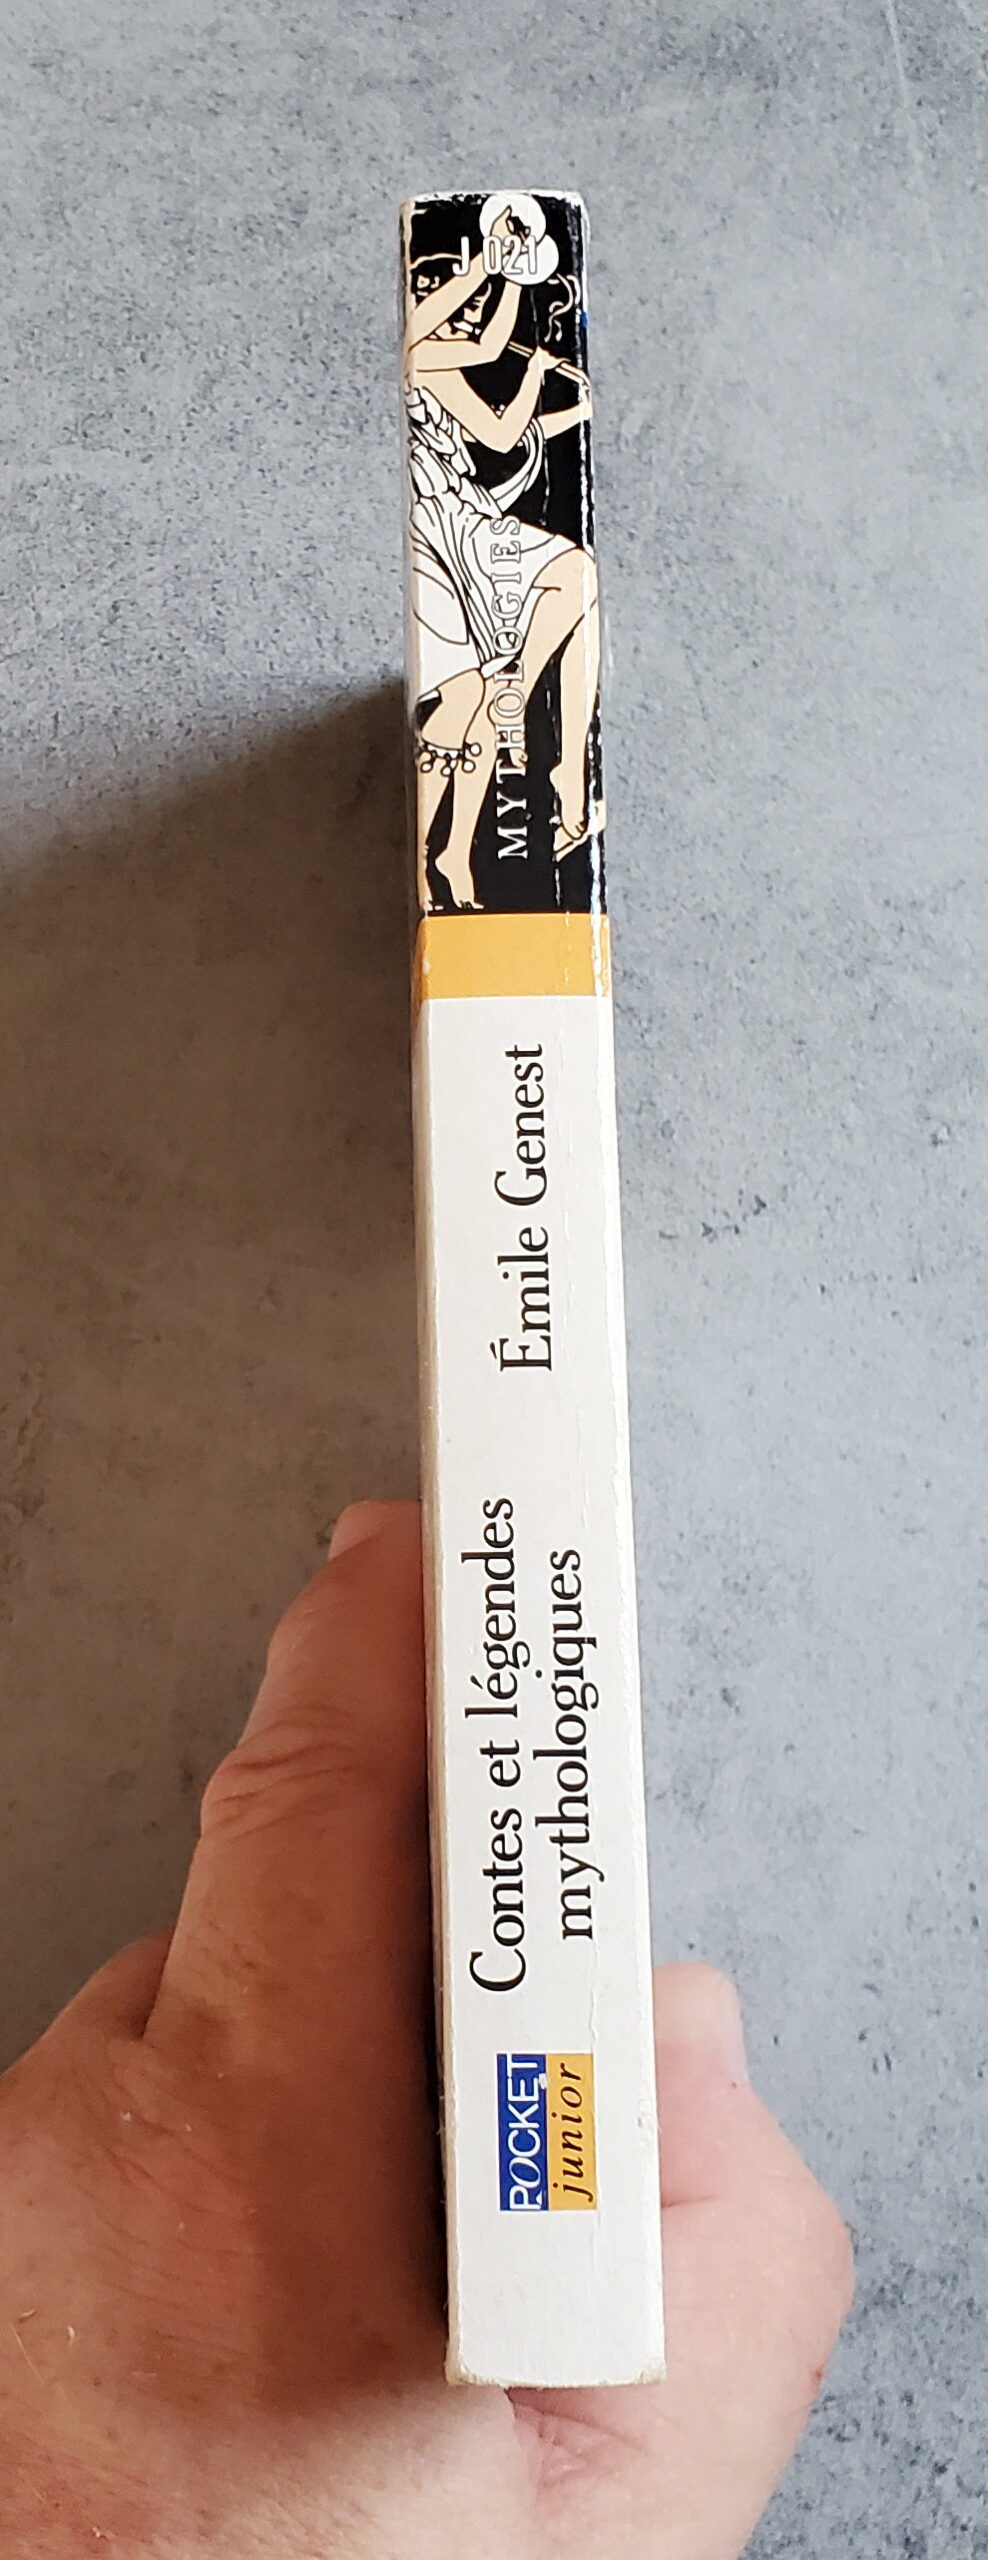 J 021
MYTHOLOGIES
Émile Genest
Contes et légendes
mythologiques
POCKET
junior